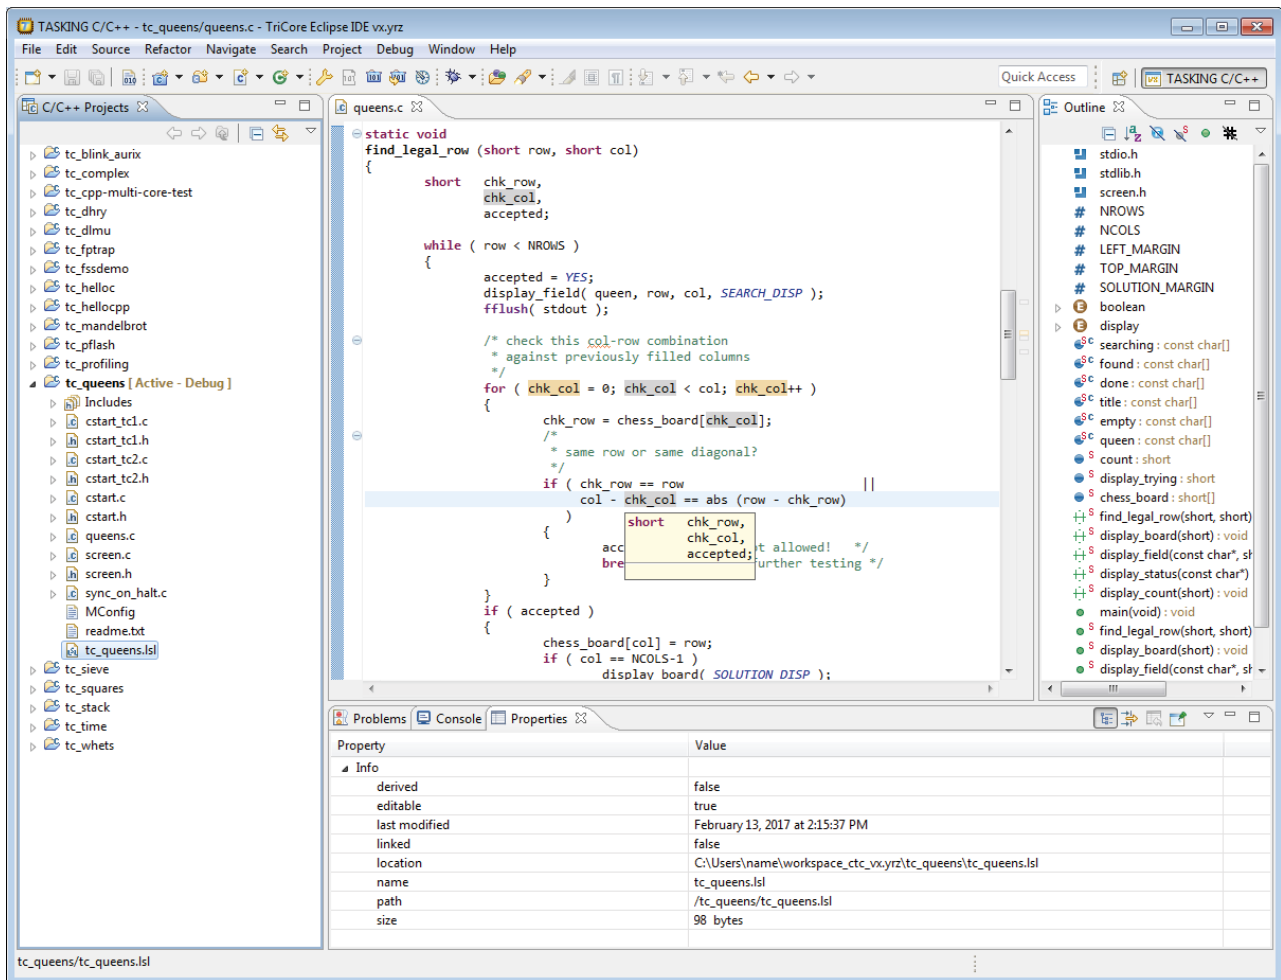 TASKING C/C++ - tc_queens/queens.c - TriCore Eclipse IDE vx.yrz
File Edit Source Refactor Navigate Search Project Debug Window Help
Quick Access
TASKING C/C++
C/C++ Projects
tc_blink_aurix
tc_complex
tc_cpp-multi-core-test
tc_dhry
tc_dlmu
tc_fptrap
tc_fssdemo
tc_helloc
tc_hellocpp
tc_mandelbrot
tc_pflash
tc_profiling
tc_queens [ Active - Debug ]
Includes
cstart_tc1.c
cstart_tc1.h
cstart_tc2.c
cstart_tc2.h
cstart.c
cstart.h
queens.c
screen.c
screen.h
sync_on_halt.c
MConfig
readme.txt
tc_queens.lsl
tc_sieve
tc_squares
tc_stack
tc_time
tc_whets
queens.c
static void
find_legal_row (short row, short col)
{
short chk_row,
chk_col,
accepted;
while ( row < NROWS )
{
accepted = YES;
display_field( queen, row, col, SEARCH_DISP );
fflush( stdout );
/* check this col-row combination
* against previously filled columns
*/
for ( chk_col = 0; chk_col < col; chk_col++ )
{
chk_row = chess_board[chk_col];
/*
* same row or same diagonal?
*/
if ( chk_row == row ||
col - chk_col == abs (row - chk_row)
)
{
acc t allowed! */
bre further testing */
}
}
short chk_row,
chk_col,
accepted;
if ( accepted )
{
chess_board[col] = row;
if ( col == NCOLS-1 )
display_board( SOLUTION_DISP );
Outline
stdio.h
stdlib.h
screen.h
NROWS
NCOLS
LEFT_MARGIN
TOP_MARGIN
SOLUTION_MARGIN
boolean
display
searching : const char[]
found : const char[]
done : const char[]
title : const char[]
empty : const char[]
queen : const char[]
count : short
display_trying : short
chess_board : short[]
find_legal_row(short, short)
display_board(short) : void
display_field(const char*, sh
display_status(const char*)
display_count(short) : void
main(void) : void
find_legal_row(short, short)
display_board(short) : void
display_field(const char*, sh
Problems Console Properties
Property Value
Info
derived false
editable true
last modified February 13, 2017 at 2:15:37 PM
linked false
location C:\Users\name\workspace_ctc_vx.yrz\tc_queens\tc_queens.lsl
name tc_queens.lsl
path /tc_queens/tc_queens.lsl
size 98 bytes
tc_queens/tc_queens.lsl